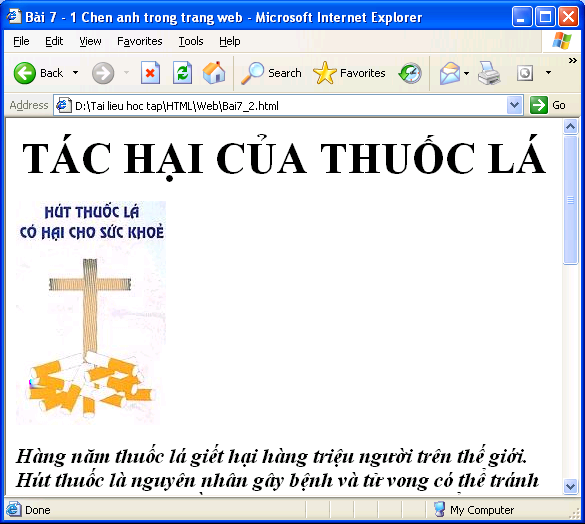 Bài 7 - 1 Chen anh trong trang web - Microsoft Internet Explorer
File Edit View Favorites Tools Help
Back Search Favorites
Address D:\Tai lieu hoc tap\HTML\Web\Bai7_2.html Go
TÁC HẠI CỦA THUỐC LÁ
HÚT THUỐC LÁ
CÓ HẠI CHO SỨC KHOẺ
Hàng năm thuốc lá giết hại hàng triệu người trên thế giới.
Hút thuốc là nguyên nhân gây bệnh và tử vong có thể tránh
Done My Computer